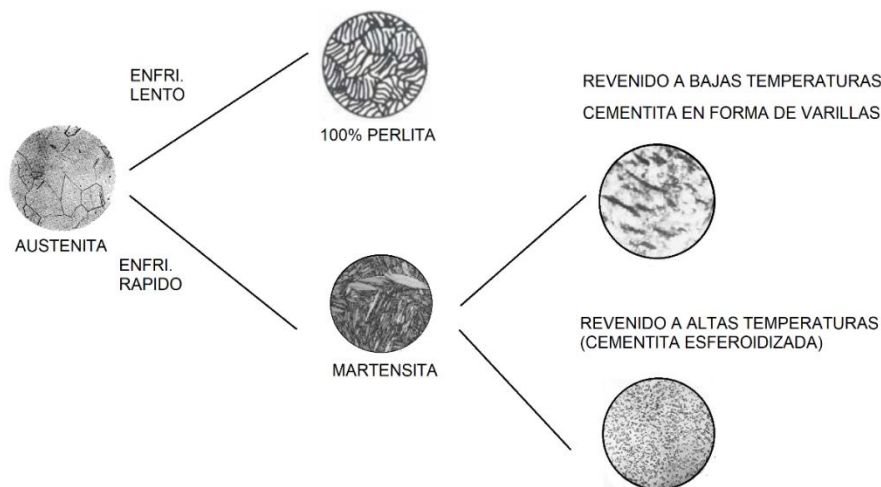 ENFRI.
LENTO
100% PERLITA
AUSTENITA
ENFRI.
RAPIDO
MARTENSITA
REVENIDO A BAJAS TEMPERATURAS
CEMENTITA EN FORMA DE VARILLAS
REVENIDO A ALTAS TEMPERATURAS
(CEMENTITA ESFEROIDIZADA)